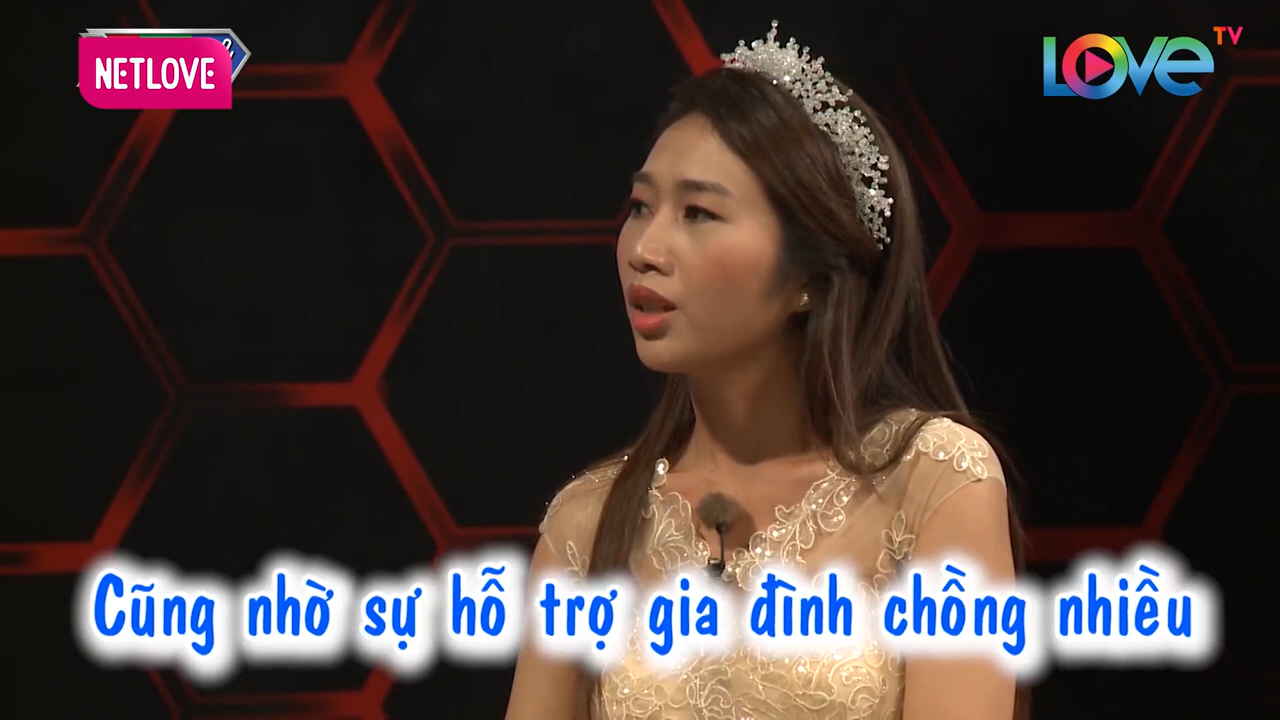 NETLOVE
LOVE TV
Cũng nhờ sự hỗ trợ gia đình chồng nhiều